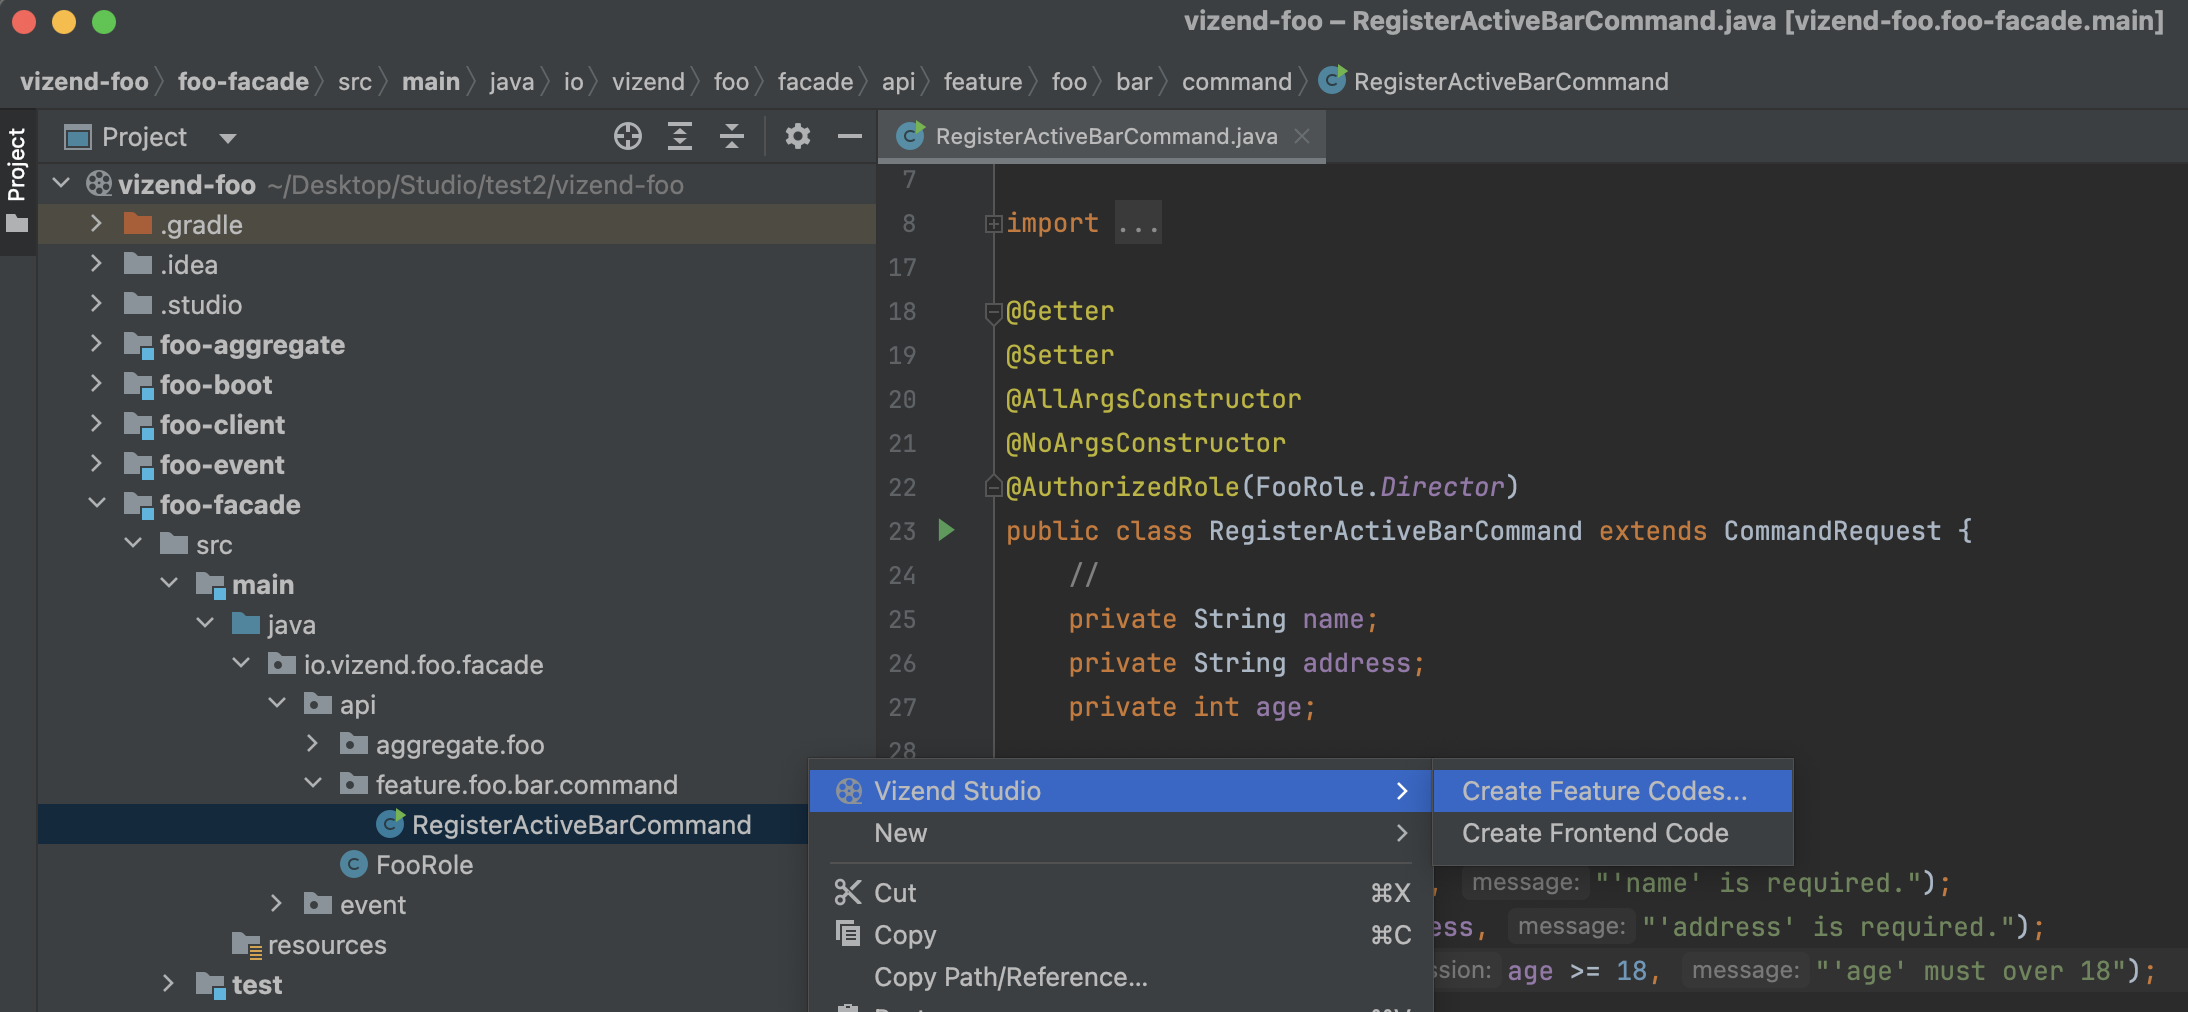 vizend-foo – RegisterActiveBarCommand.java [vizend-foo.foo-facade.main]
vizend-foo foo-facade src main java io vizend foo facade api feature foo bar command RegisterActiveBarCommand
Project
Project
RegisterActiveBarCommand.java
vizend-foo ~/Desktop/Studio/test2/vizend-foo
.gradle
.idea
.studio
foo-aggregate
foo-boot
foo-client
foo-event
foo-facade
src
main
java
io.vizend.foo.facade
api
aggregate.foo
feature.foo.bar.command
RegisterActiveBarCommand
FooRole
event
resources
test
7
8 import ...
17
18 @Getter
19 @Setter
20 @AllArgsConstructor
21 @NoArgsConstructor
22 @AuthorizedRole(FooRole.Director)
23 public class RegisterActiveBarCommand extends CommandRequest {
24 //
25 private String name;
26 private String address;
27 private int age;
28
Vizend Studio
New
Cut ⌘X
Copy ⌘C
Copy Path/Reference...
Create Feature Codes...
Create Frontend Code
, message: "'name' is required.");
ess, message: "'address' is required.");
ssion: age >= 18, message: "'age' must over 18");